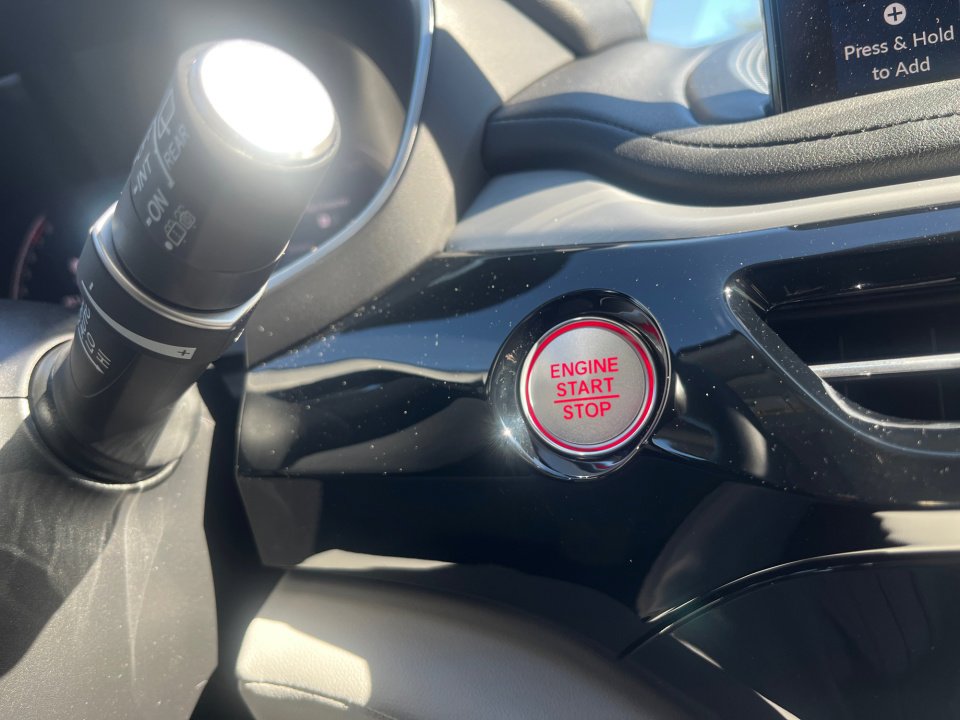 Press & Hold
to Add
INT
REAR
ON
ENGINE
START
STOP